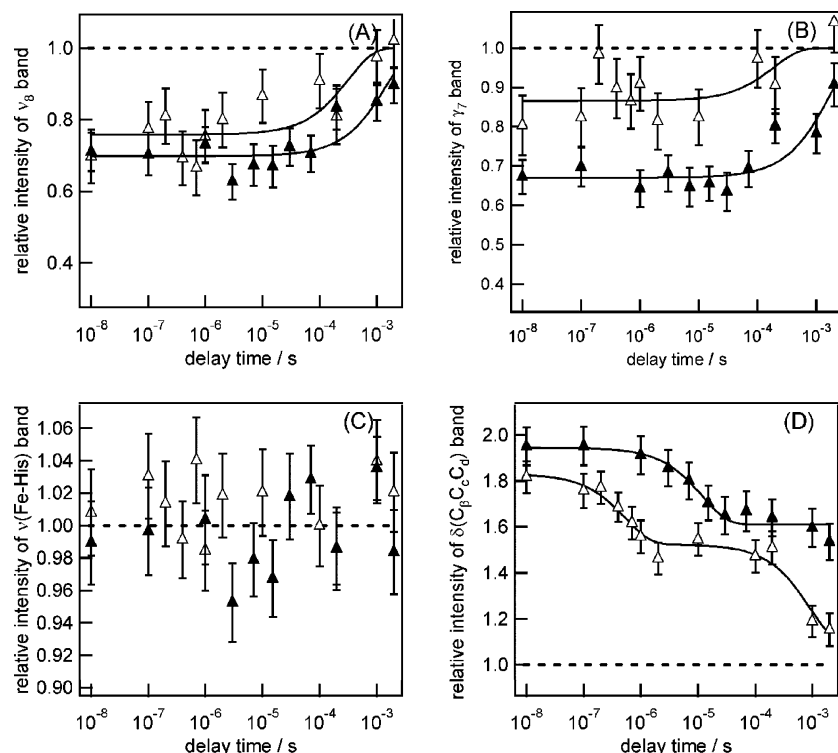 (A)
relative intensity of ν₈ band
1.0
0.8
0.6
0.4
10⁻⁸ 10⁻⁷ 10⁻⁶ 10⁻⁵ 10⁻⁴ 10⁻³
delay time / s
(B)
relative intensity of γ₇ band
1.0
0.9
0.8
0.7
0.6
0.5
0.4
10⁻⁸ 10⁻⁷ 10⁻⁶ 10⁻⁵ 10⁻⁴ 10⁻³
delay time / s
(C)
relative intensity of ν(Fe-His) band
1.06
1.04
1.02
1.00
0.98
0.96
0.94
0.92
0.90
10⁻⁸ 10⁻⁷ 10⁻⁶ 10⁻⁵ 10⁻⁴ 10⁻³
delay time / s
(D)
relative intensity of δ(CᵦC꜀C_d) band
2.0
1.8
1.6
1.4
1.2
1.0
10⁻⁸ 10⁻⁷ 10⁻⁶ 10⁻⁵ 10⁻⁴ 10⁻³
delay time / s